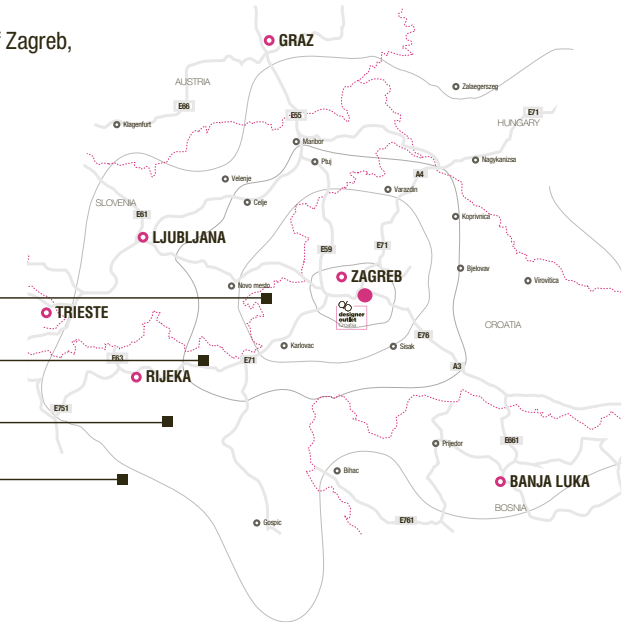 f Zagreb,
GRAZ
AUSTRIA
Zalaegerszeg
E66
Klagenfurt
E55
E71
HUNGARY
Maribor
Ptuj
Nagykanizsa
A4
Velenje
Varazdin
Celje
SLOVENIA
E61
Koprivnica
LJUBLJANA
E59
E71
Bjelovav
ZAGREB
Virovitica
Novo mesto
designer
outlet
Croatia
TRIESTE
CROATIA
E76
Karlovac
Sisak
E63
E71
A3
RIJEKA
E751
Prijedor
E661
Bihac
BANJA LUKA
BOSNIA
E761
Gospic